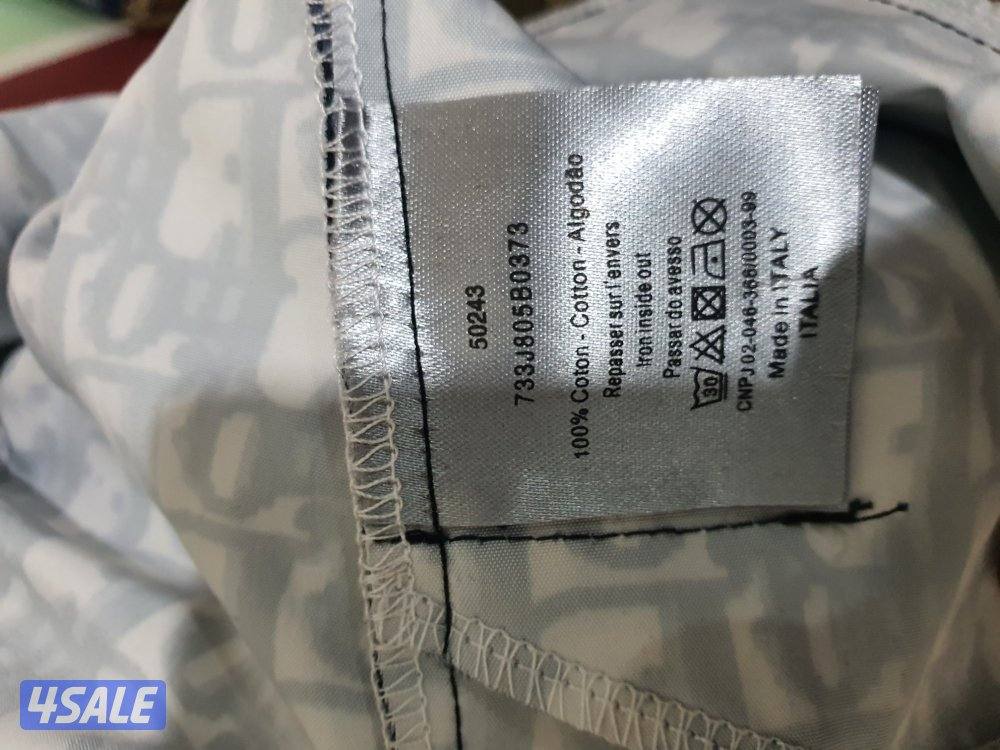 50243
733J805B0373
100% Coton - Cotton - Algodão
Repasser sur l'envers
Iron inside out
Passar do avesso
30
CNPJ 02-046-366/0003-99
Made in ITALY
ITALIA
4SALE